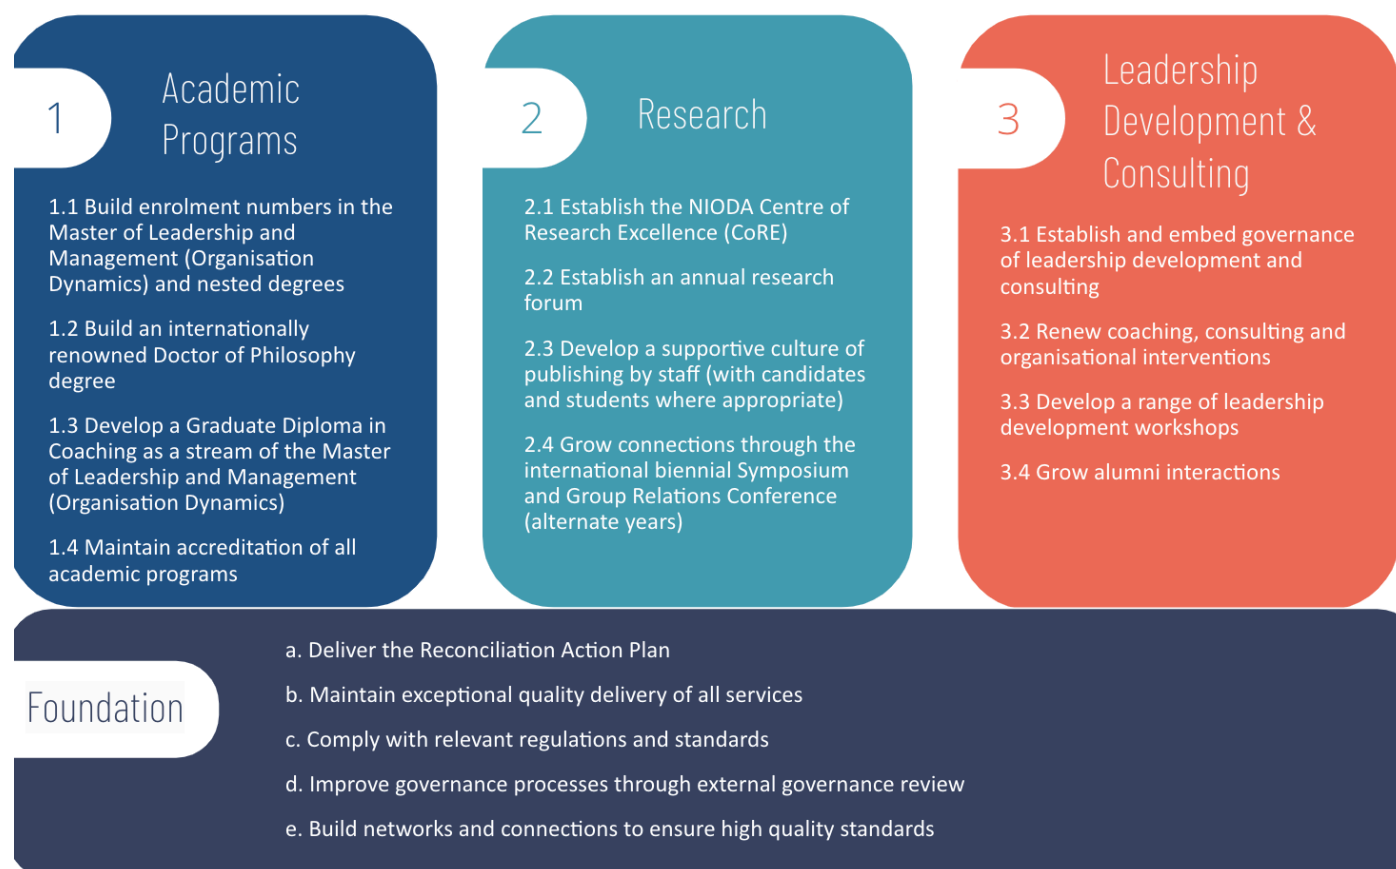 1
Academic
Programs
1.1 Build enrolment numbers in the
Master of Leadership and
Management (Organisation
Dynamics) and nested degrees
1.2 Build an internationally
renowned Doctor of Philosophy
degree
1.3 Develop a Graduate Diploma in
Coaching as a stream of the Master
of Leadership and Management
(Organisation Dynamics)
1.4 Maintain accreditation of all
academic programs
2
Research
2.1 Establish the NIODA Centre of
Research Excellence (CoRE)
2.2 Establish an annual research
forum
2.3 Develop a supportive culture of
publishing by staff (with candidates
and students where appropriate)
2.4 Grow connections through the
international biennial Symposium
and Group Relations Conference
(alternate years)
3
Leadership
Development &
Consulting
3.1 Establish and embed governance
of leadership development and
consulting
3.2 Renew coaching, consulting and
organisational interventions
3.3 Develop a range of leadership
development workshops
3.4 Grow alumni interactions
Foundation
a. Deliver the Reconciliation Action Plan
b. Maintain exceptional quality delivery of all services
c. Comply with relevant regulations and standards
d. Improve governance processes through external governance review
e. Build networks and connections to ensure high quality standards